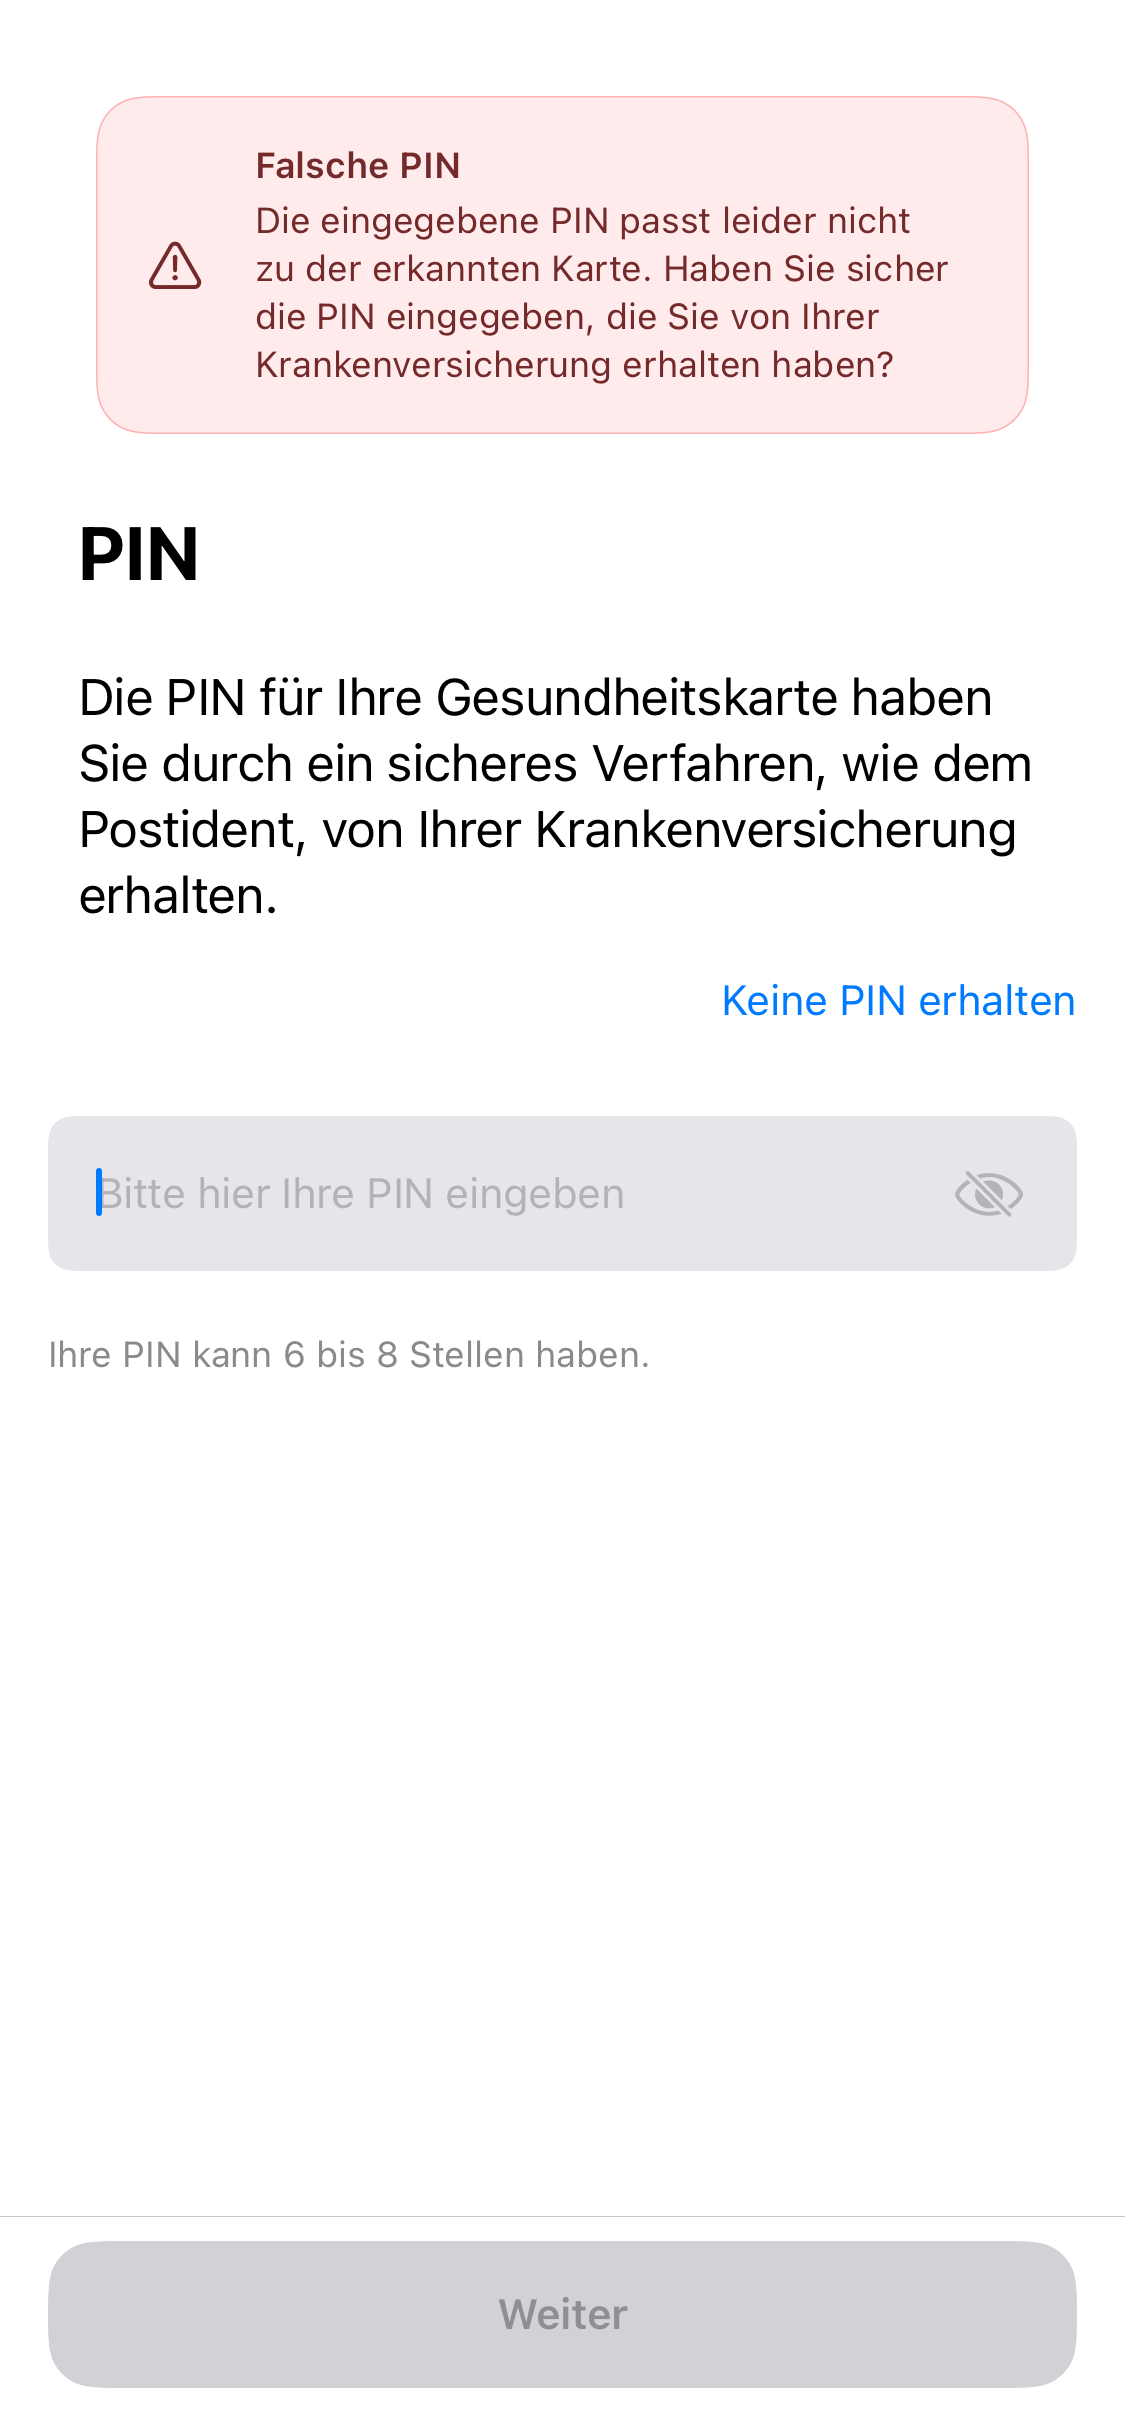 Falsche PIN
Die eingegebene PIN passt leider nicht
zu der erkannten Karte. Haben Sie sicher
die PIN eingegeben, die Sie von Ihrer
Krankenversicherung erhalten haben?
PIN
Die PIN für Ihre Gesundheitskarte haben
Sie durch ein sicheres Verfahren, wie dem
Postident, von Ihrer Krankenversicherung
erhalten.
Keine PIN erhalten
Bitte hier Ihre PIN eingeben
Ihre PIN kann 6 bis 8 Stellen haben.
Weiter